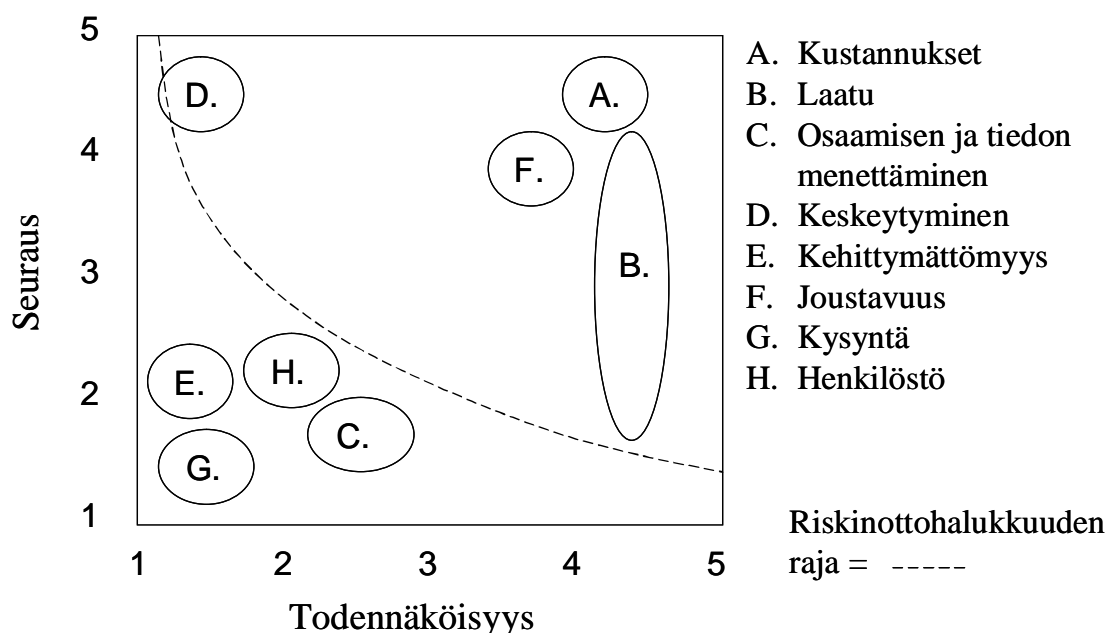 5
4
3
2
1
Seuraus
D.
A.
F.
B.
E.
H.
C.
G.
1 2 3 4 5
Todennäköisyys
A. Kustannukset
B. Laatu
C. Osaamisen ja tiedon
menettäminen
D. Keskeytyminen
E. Kehittymättömyys
F. Joustavuus
G. Kysyntä
H. Henkilöstö
Riskinottohalukkuuden
raja = -----